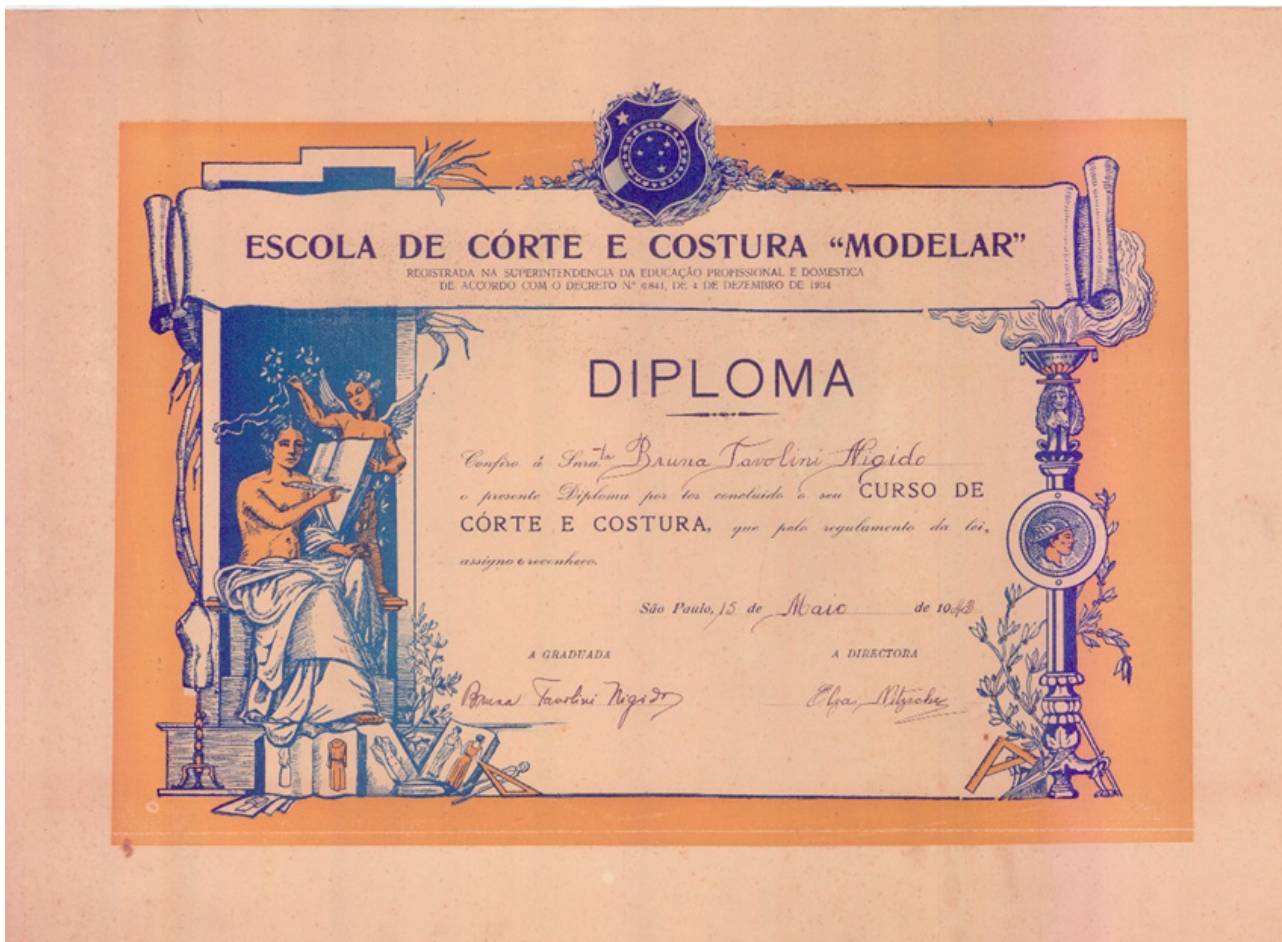 ESCOLA DE CÓRTE E COSTURA “MODELAR”
REGISTRADA NA SUPERINTENDENCIA DA EDUCAÇÃO PROFISSIONAL E DOMESTICA
DE ACCORDO COM O DECRETO N° 6841, DE 4 DE DEZEMBRO DE 1934
DIPLOMA
Confiro á Snra. ta Bruna Tavolini Nigido
o presente Diploma por ter concluido o seu CURSO DE
CÓRTE E COSTURA, que pelo regulamento da lei,
assigno e reconheço.
São Paulo, 15 de Maio de 19
A GRADUADA A DIRECTORA
Bruna Tavolini Nigido Elza